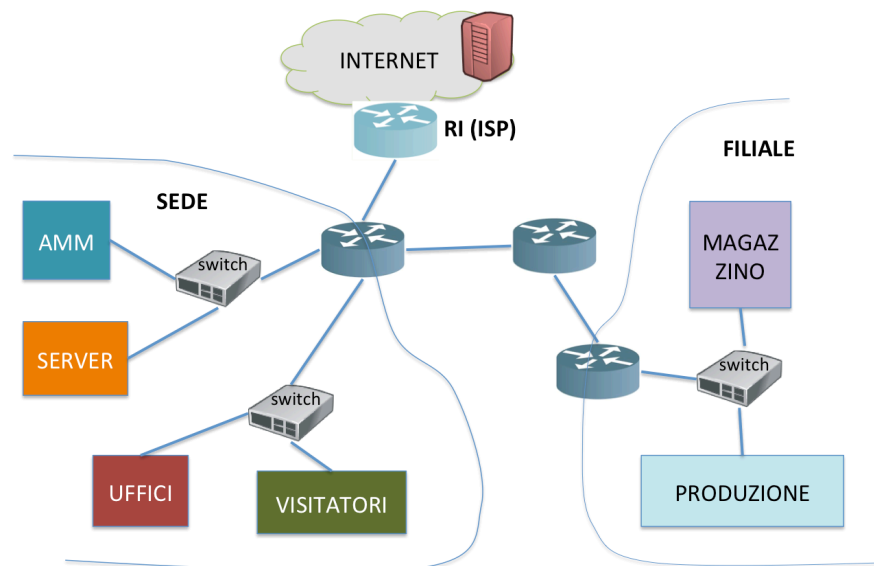 INTERNET
RI (ISP)
FILIALE
SEDE
AMM
switch
MAGAZ
ZINO
SERVER
switch
switch
UFFICI
VISITATORI
PRODUZIONE